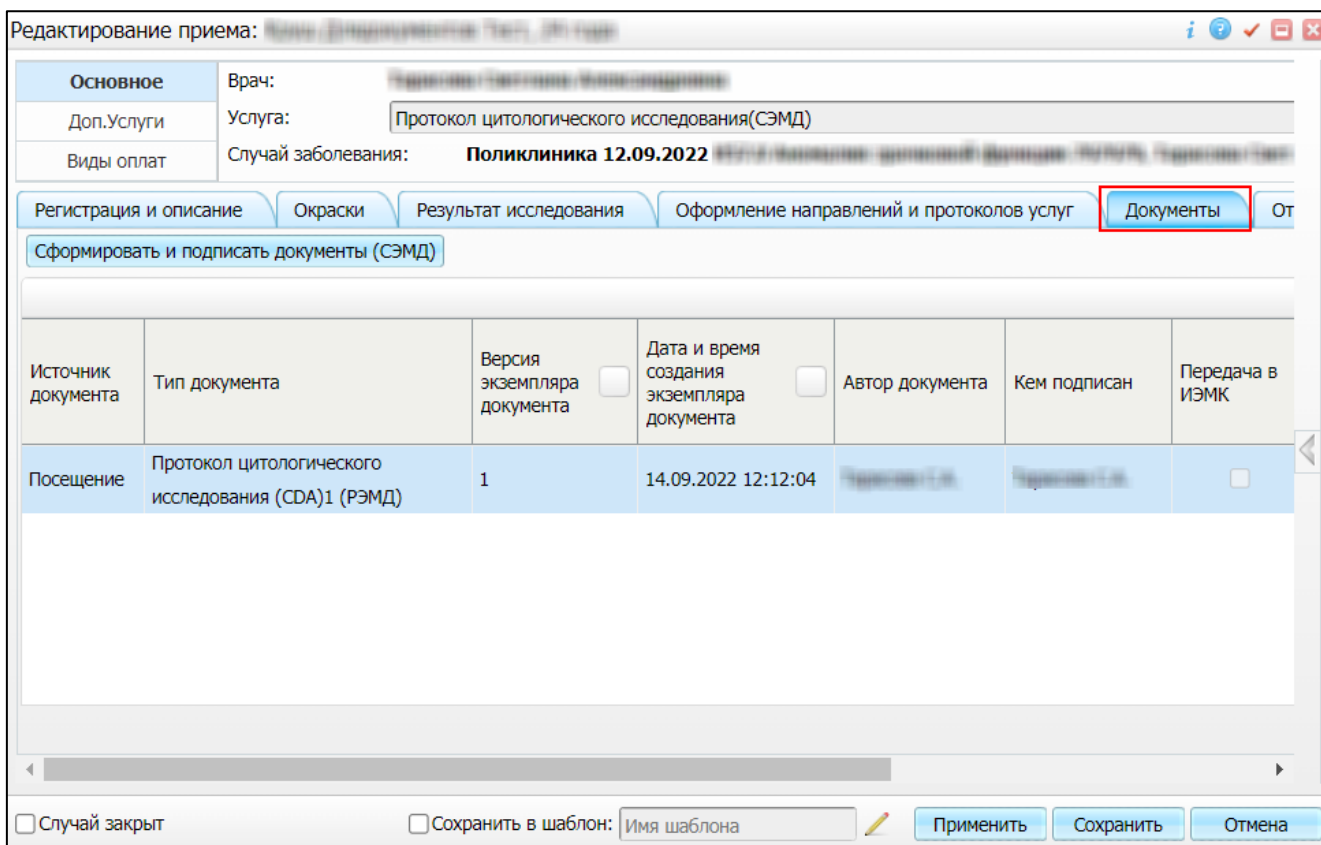 Редактирование приема:
Основное
Врач:
Доп.Услуги
Услуга: Протокол цитологического исследования(СЭМД)
Виды оплат
Случай заболевания: Поликлиника 12.09.2022
Регистрация и описание Окраски Результат исследования Оформление направлений и протоколов услуг Документы От
Сформировать и подписать документы (СЭМД)
Источник
документа
Тип документа
Версия
экземпляра
документа
Дата и время
создания
экземпляра
документа
Автор документа
Кем подписан
Передача в
ИЭМК
Посещение
Протокол цитологического
исследования (CDA)1 (РЭМД)
1
14.09.2022 12:12:04
Случай закрыт
Сохранить в шаблон: Имя шаблона
Применить Сохранить Отмена